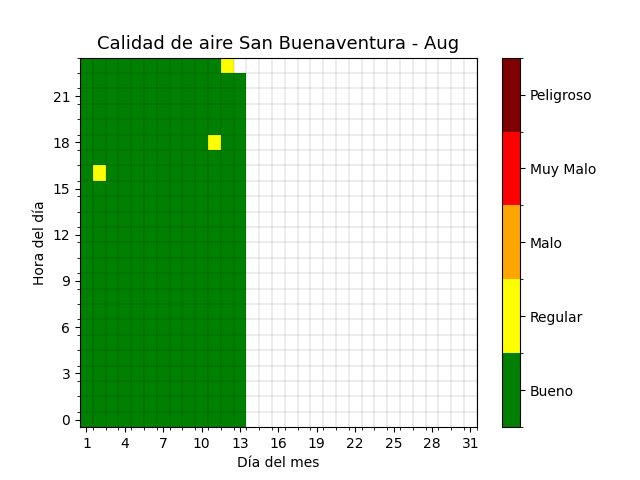 Calidad de aire San Buenaventura - Aug
Hora del día
21
18
15
12
9
6
3
0
1 4 7 10 13 16 19 22 25 28 31
Día del mes
Peligroso
Muy Malo
Malo
Regular
Bueno